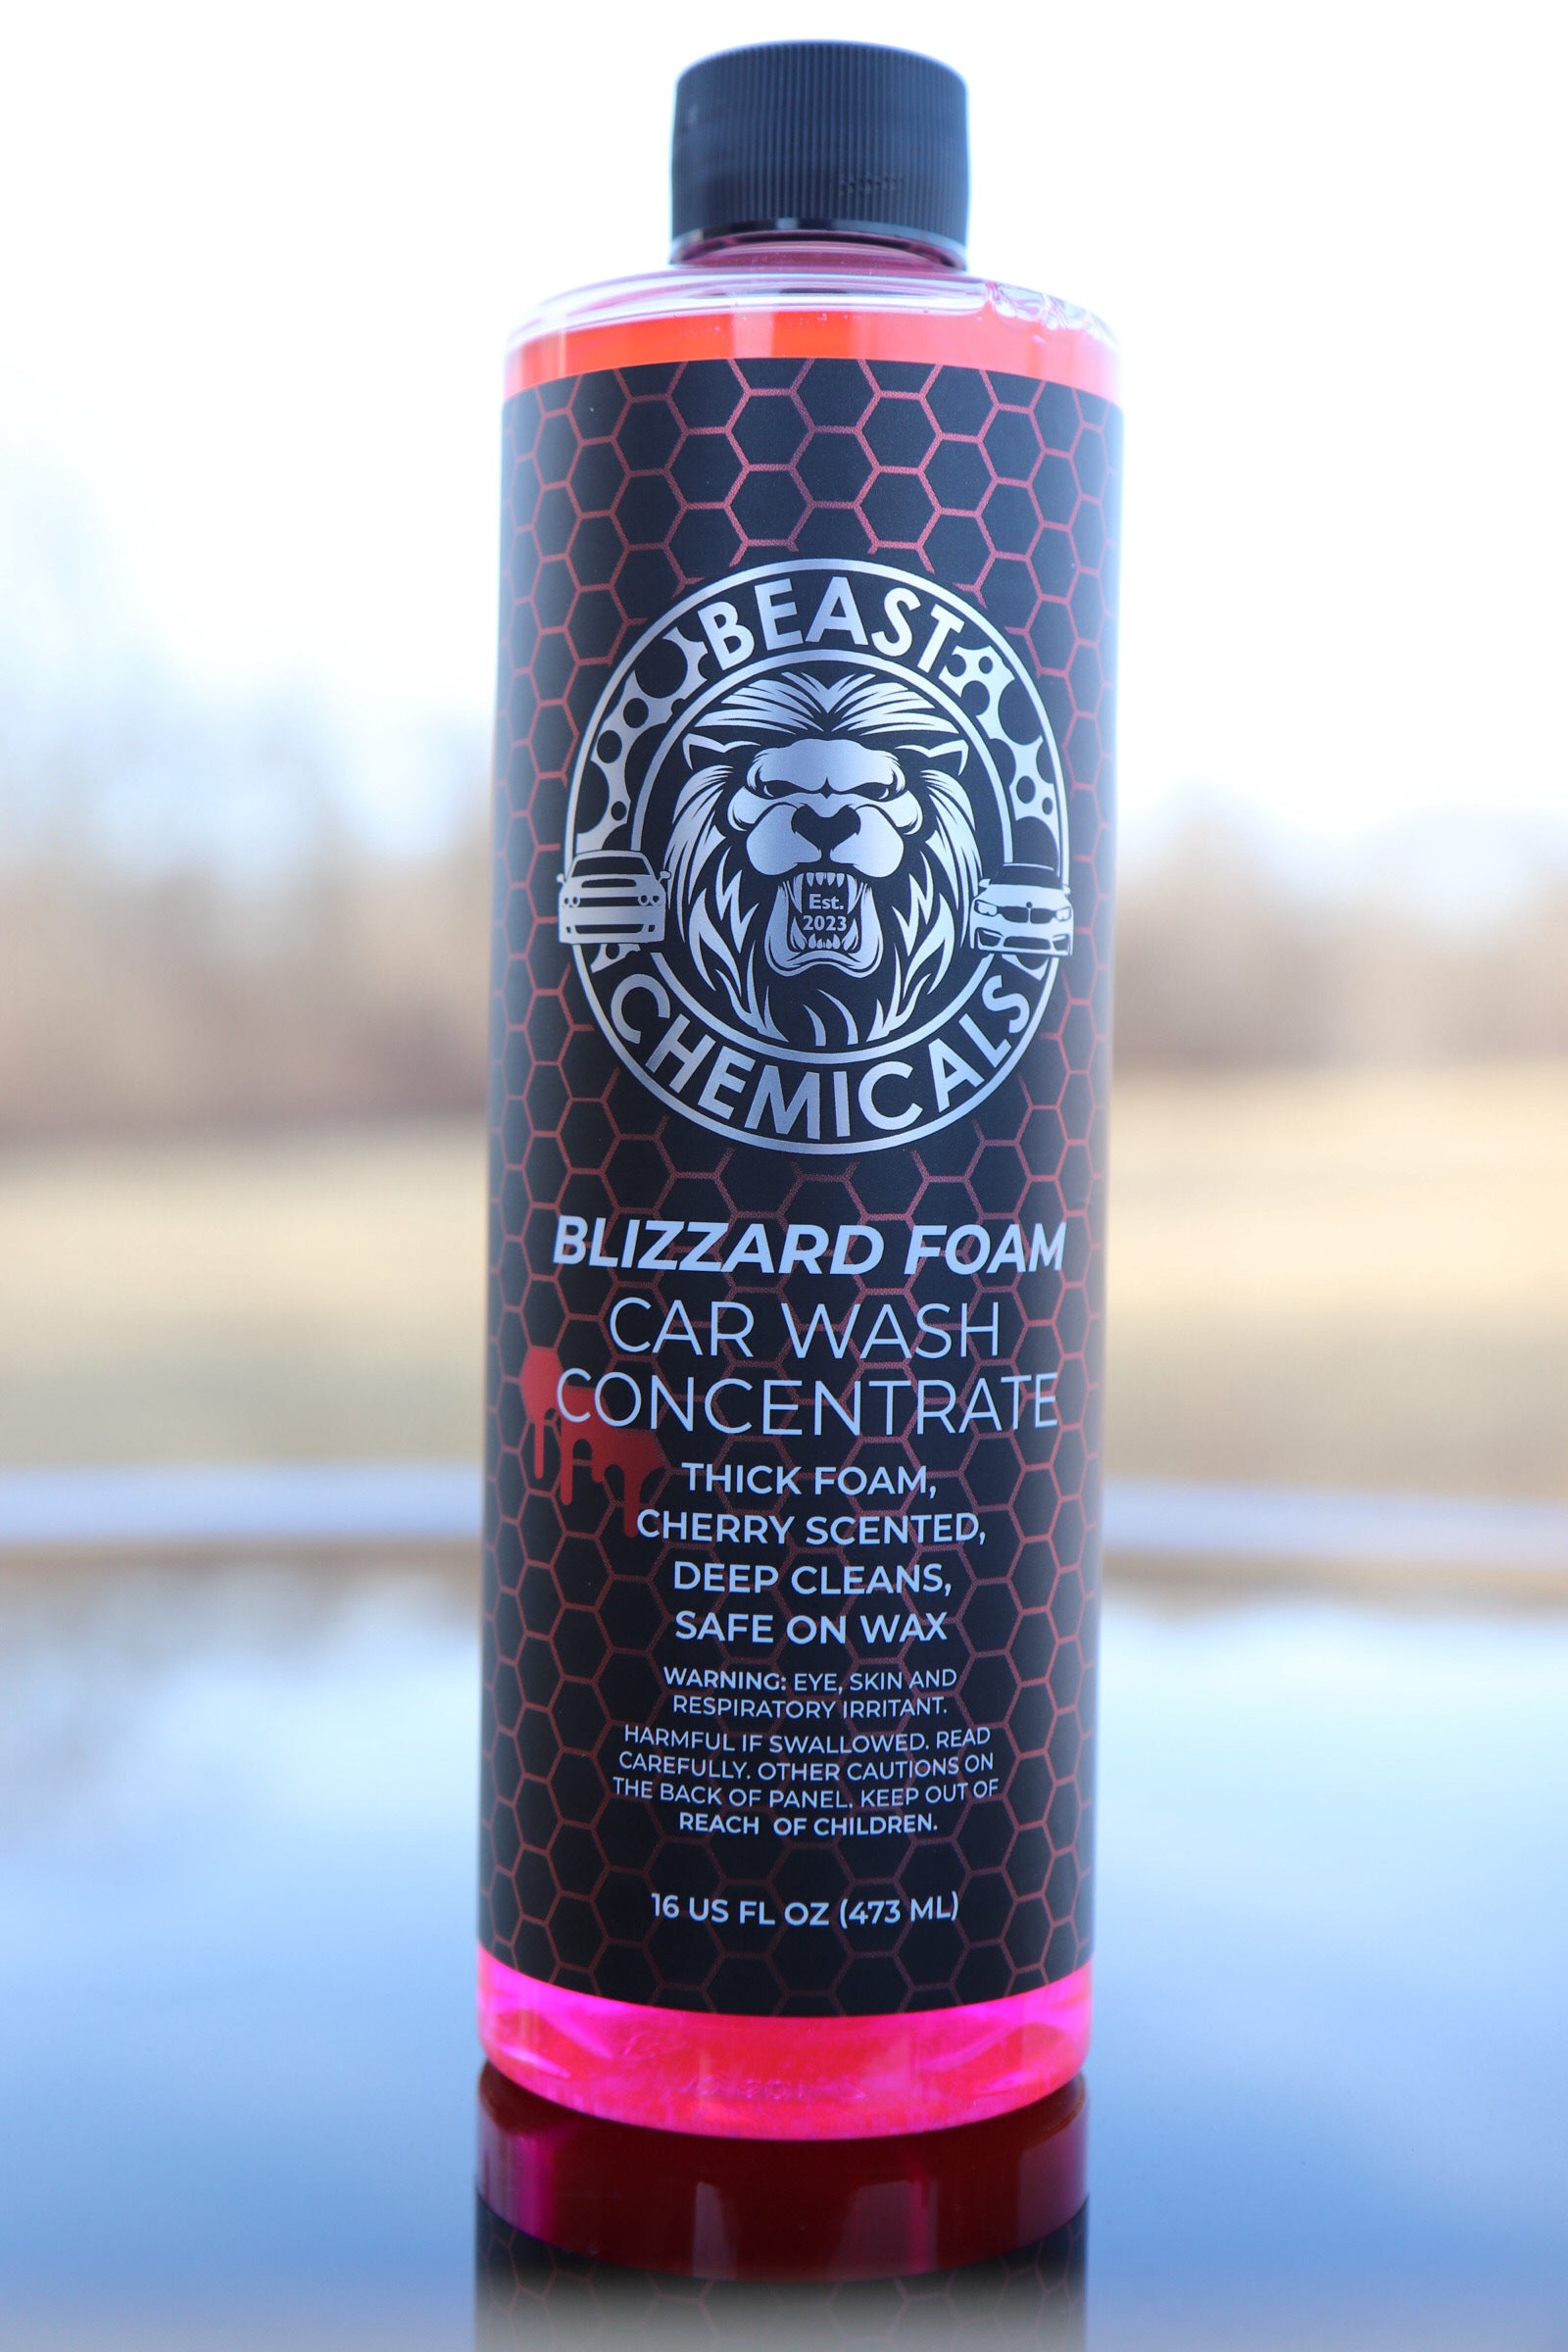 BEAST
Est.
2023
CHEMICALS
BLIZZARD FOAM
CAR WASH
CONCENTRATE
THICK FOAM,
CHERRY SCENTED,
DEEP CLEANS,
SAFE ON WAX
WARNING: EYE, SKIN AND
RESPIRATORY IRRITANT.
HARMFUL IF SWALLOWED. READ
CAREFULLY. OTHER CAUTIONS ON
THE BACK OF PANEL. KEEP OUT OF
REACH OF CHILDREN.
16 US FL OZ (473 ML)